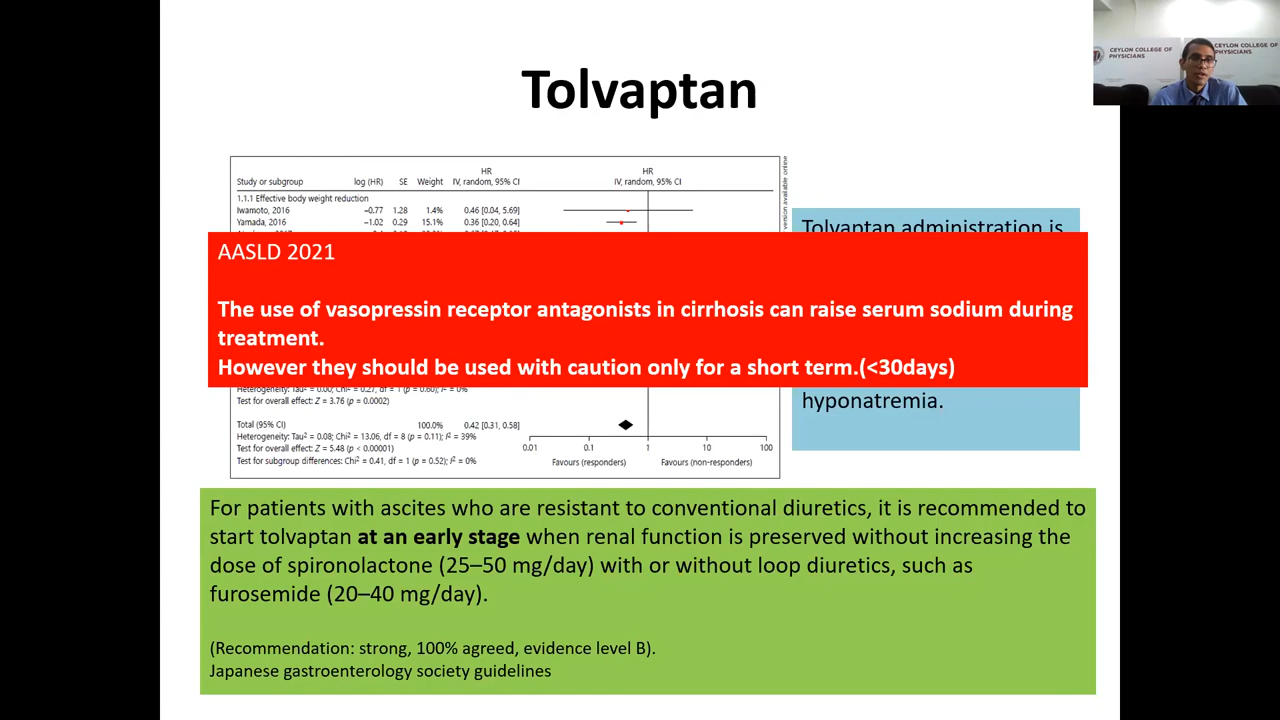 CEYLON COLLEGE OF
PHYSICIANS
CEYLON COLLEGE OF
PHYSICIANS
Tolvaptan
HR HR
Study or subgroup log (HR) SE Weight IV, random, 95% CI IV, random, 95% CI
1.1.1 Effective body weight reduction
Iwamoto, 2016 −0.77 1.28 1.4% 0.46 [0.04, 5.69]
Yamada, 2016 −1.02 0.29 15.1% 0.36 [0.20, 0.64]
version available online
Tolvaptan administration is
AASLD 2021
The use of vasopressin receptor antagonists in cirrhosis can raise serum sodium during
treatment.
However they should be used with caution only for a short term.(<30days)
Heterogeneity: Tau² = 0.00; Chi² = 0.27, df = 1 (p = 0.60); I² = 0%
Test for overall effect: Z = 3.76 (p = 0.0002)
hyponatremia.
Total (95% CI) 100.0% 0.42 [0.31, 0.58]
Heterogeneity: Tau² = 0.08; Chi² = 13.06, df = 8 (p = 0.11); I² = 39%
Test for overall effect: Z = 5.48 (p < 0.00001)
Test for subgroup differences: Chi² = 0.41, df = 1 (p = 0.52); I² = 0%
0.01 0.1 1 10 100
Favours (responders) Favours (non-responders)
For patients with ascites who are resistant to conventional diuretics, it is recommended to
start tolvaptan at an early stage when renal function is preserved without increasing the
dose of spironolactone (25–50 mg/day) with or without loop diuretics, such as
furosemide (20–40 mg/day).
(Recommendation: strong, 100% agreed, evidence level B).
Japanese gastroenterology society guidelines